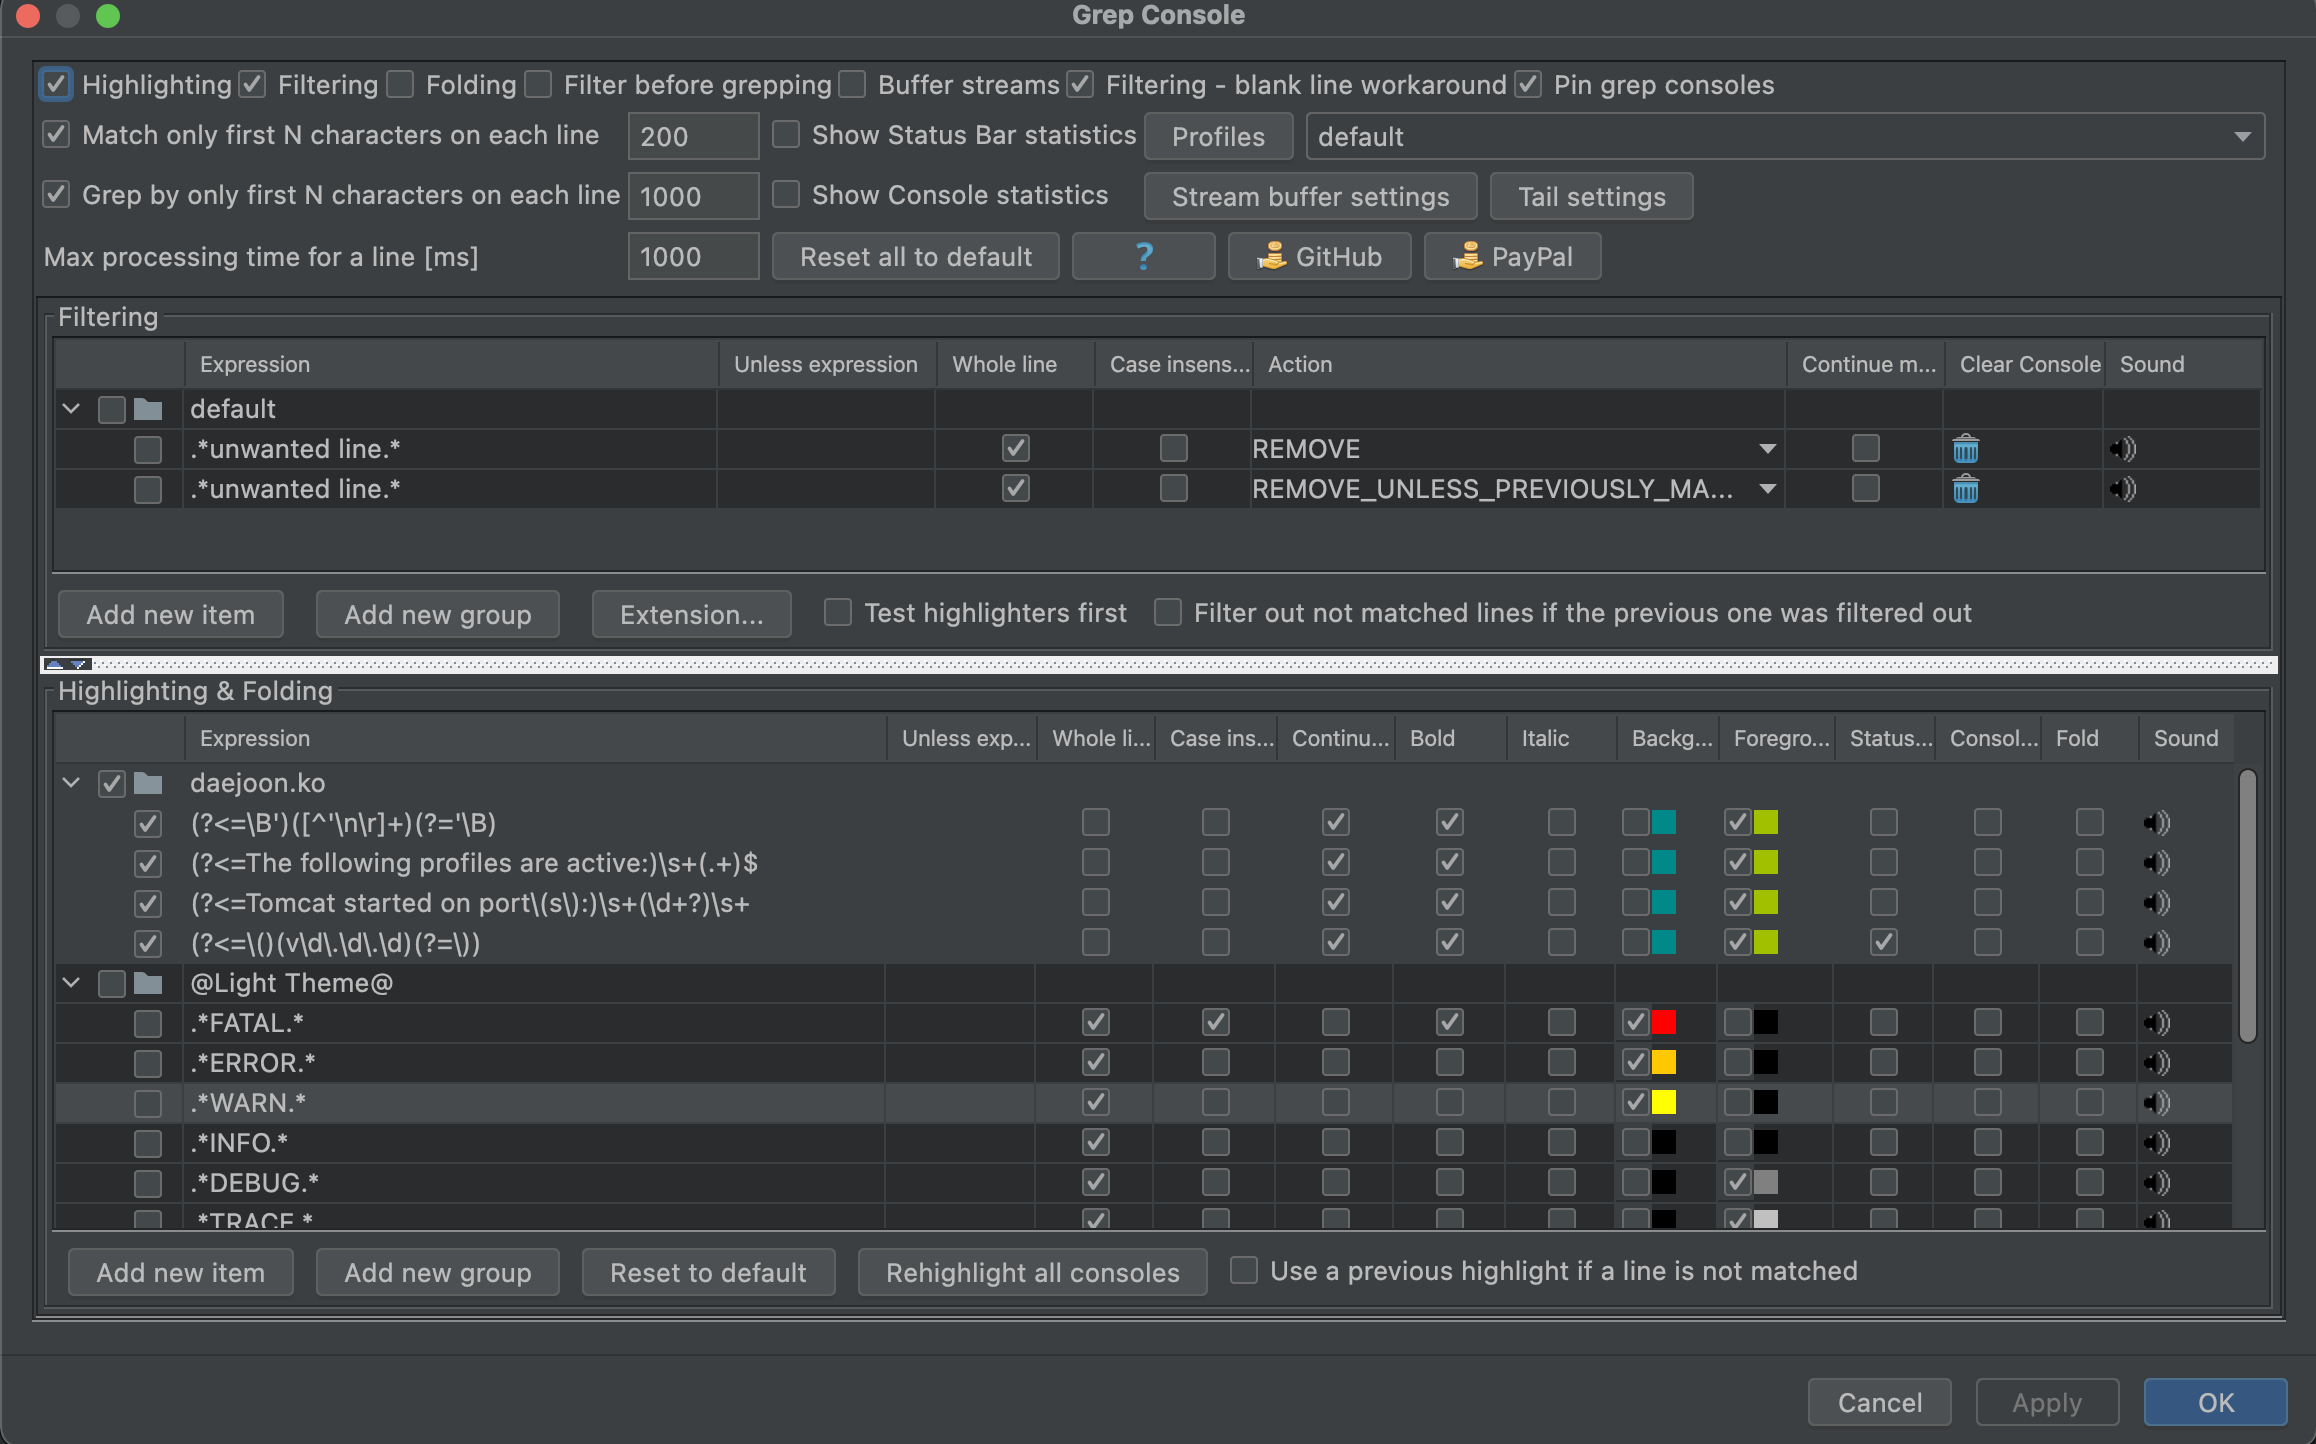 Grep Console
Highlighting Filtering Folding Filter before grepping Buffer streams Filtering - blank line workaround Pin grep consoles
Match only first N characters on each line 200 Show Status Bar statistics Profiles default
Grep by only first N characters on each line 1000 Show Console statistics Stream buffer settings Tail settings
Max processing time for a line [ms] 1000 Reset all to default ? GitHub PayPal
Filtering
Expression Unless expression Whole line Case insens... Action Continue m... Clear Console Sound
default
.*unwanted line.* REMOVE
.*unwanted line.* REMOVE_UNLESS_PREVIOUSLY_MA...
Add new item Add new group Extension... Test highlighters first Filter out not matched lines if the previous one was filtered out
Highlighting & Folding
Expression Unless exp... Whole li... Case ins... Continu... Bold Italic Backg... Foregro... Status... Consol... Fold Sound
daejoon.ko
(?<=\B')([^'\n\r]+)(?='\B)
(?<=The following profiles are active:)\s+(.+)$
(?<=Tomcat started on port\(s\):)\s+(\d+?)\s+
(?<=\()(v\d\.\d\.\d)(?=\))
@Light Theme@
.*FATAL.*
.*ERROR.*
.*WARN.*
.*INFO.*
.*DEBUG.*
.*TRACE.*
Add new item Add new group Reset to default Rehighlight all consoles Use a previous highlight if a line is not matched
Cancel Apply OK